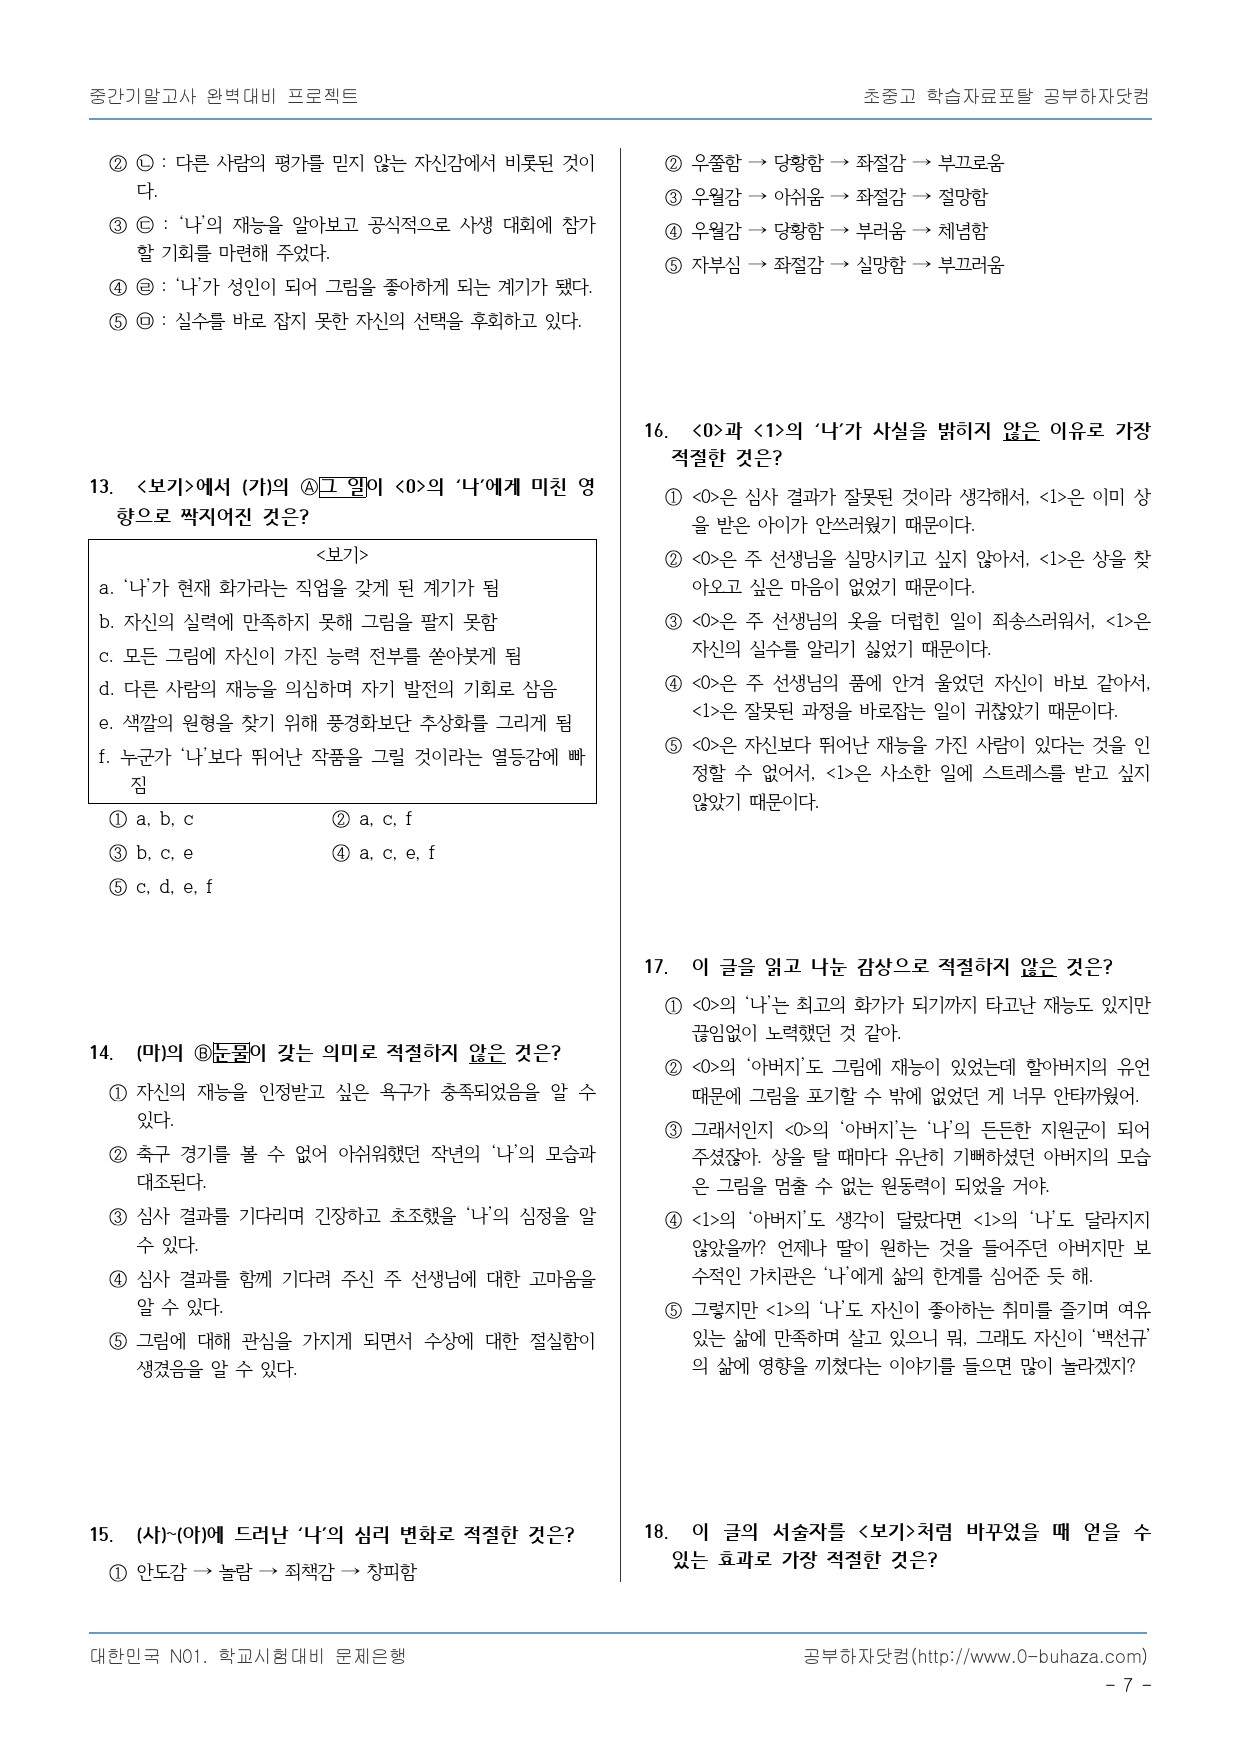 중간기말고사 완벽대비 프로젝트
초중고 학습자료포탈 공부하자닷컴
② ㉡ : 다른 사람의 평가를 믿지 않는 자신감에서 비롯된 것이
다.
③ ㉢ : ‘나’의 재능을 알아보고 공식적으로 사생 대회에 참가
할 기회를 마련해 주었다.
④ ㉣ : ‘나’가 성인이 되어 그림을 좋아하게 되는 계기가 됐다.
⑤ ㉤ : 실수를 바로 잡지 못한 자신의 선택을 후회하고 있다.
13. <보기>에서 (가)의 Ⓐ그 일이 <0>의 ‘나’에게 미친 영
향으로 짝지어진 것은?
<보기>
a. ‘나’가 현재 화가라는 직업을 갖게 된 계기가 됨
b. 자신의 실력에 만족하지 못해 그림을 팔지 못함
c. 모든 그림에 자신이 가진 능력 전부를 쏟아붓게 됨
d. 다른 사람의 재능을 의심하며 자기 발전의 기회로 삼음
e. 색깔의 원형을 찾기 위해 풍경화보단 추상화를 그리게 됨
f. 누군가 ‘나’보다 뛰어난 작품을 그릴 것이라는 열등감에 빠
짐
① a, b, c ② a, c, f
③ b, c, e ④ a, c, e, f
⑤ c, d, e, f
14. (마)의 Ⓑ눈물이 갖는 의미로 적절하지 않은 것은?
① 자신의 재능을 인정받고 싶은 욕구가 충족되었음을 알 수
있다.
② 축구 경기를 볼 수 없어 아쉬워했던 작년의 ‘나’의 모습과
대조된다.
③ 심사 결과를 기다리며 긴장하고 초조했을 ‘나’의 심정을 알
수 있다.
④ 심사 결과를 함께 기다려 주신 주 선생님에 대한 고마움을
알 수 있다.
⑤ 그림에 대해 관심을 가지게 되면서 수상에 대한 절실함이
생겼음을 알 수 있다.
15. (사)~(아)에 드러난 ‘나’의 심리 변화로 적절한 것은?
① 안도감 → 놀람 → 죄책감 → 창피함
② 우쭐함 → 당황함 → 좌절감 → 부끄로움
③ 우월감 → 아쉬움 → 좌절감 → 절망함
④ 우월감 → 당황함 → 부러움 → 체념함
⑤ 자부심 → 좌절감 → 실망함 → 부끄러움
16. <0>과 <1>의 ‘나’가 사실을 밝히지 않은 이유로 가장
적절한 것은?
① <0>은 심사 결과가 잘못된 것이라 생각해서, <1>은 이미 상
을 받은 아이가 안쓰러웠기 때문이다.
② <0>은 주 선생님을 실망시키고 싶지 않아서, <1>은 상을 찾
아오고 싶은 마음이 없었기 때문이다.
③ <0>은 주 선생님의 옷을 더럽힌 일이 죄송스러워서, <1>은
자신의 실수를 알리기 싫었기 때문이다.
④ <0>은 주 선생님의 품에 안겨 울었던 자신이 바보 같아서,
<1>은 잘못된 과정을 바로잡는 일이 귀찮았기 때문이다.
⑤ <0>은 자신보다 뛰어난 재능을 가진 사람이 있다는 것을 인
정할 수 없어서, <1>은 사소한 일에 스트레스를 받고 싶지
않았기 때문이다.
17. 이 글을 읽고 나눈 감상으로 적절하지 않은 것은?
① <0>의 ‘나’는 최고의 화가가 되기까지 타고난 재능도 있지만
끊임없이 노력했던 것 같아.
② <0>의 ‘아버지’도 그림에 재능이 있었는데 할아버지의 유언
때문에 그림을 포기할 수 밖에 없었던 게 너무 안타까웠어.
③ 그래서인지 <0>의 ‘아버지’는 ‘나’의 든든한 지원군이 되어
주셨잖아. 상을 탈 때마다 유난히 기뻐하셨던 아버지의 모습
은 그림을 멈출 수 없는 원동력이 되었을 거야.
④ <1>의 ‘아버지’도 생각이 달랐다면 <1>의 ‘나’도 달라지지
않았을까? 언제나 딸이 원하는 것을 들어주던 아버지만 보
수적인 가치관은 ‘나’에게 삶의 한계를 심어준 듯 해.
⑤ 그렇지만 <1>의 ‘나’도 자신이 좋아하는 취미를 즐기며 여유
있는 삶에 만족하며 살고 있으니 뭐, 그래도 자신이 ‘백선규’
의 삶에 영향을 끼쳤다는 이야기를 들으면 많이 놀라겠지?
18. 이 글의 서술자를 <보기>처럼 바꾸었을 때 얻을 수
있는 효과로 가장 적절한 것은?
대한민국 N01. 학교시험대비 문제은행
공부하자닷컴(http://www.0-buhaza.com)
- 7 -